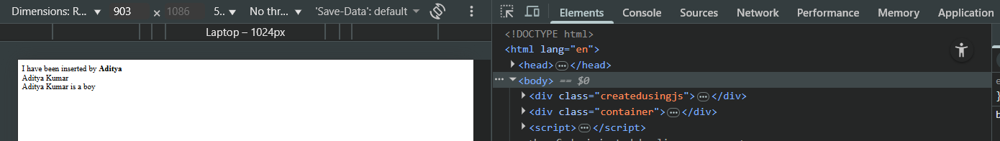 Dimensions: R... 903 × 1086 5.. No thr... 'Save-Data': default
Laptop – 1024px
I have been inserted by Aditya
Aditya Kumar
Aditya Kumar is a boy
Elements Console Sources Network Performance Memory Application
<!DOCTYPE html>
<html lang="en">
<head>…</head>
<body> == $0
<div class="createdusingjs">…</div>
<div class="container">…</div>
<script>…</script>